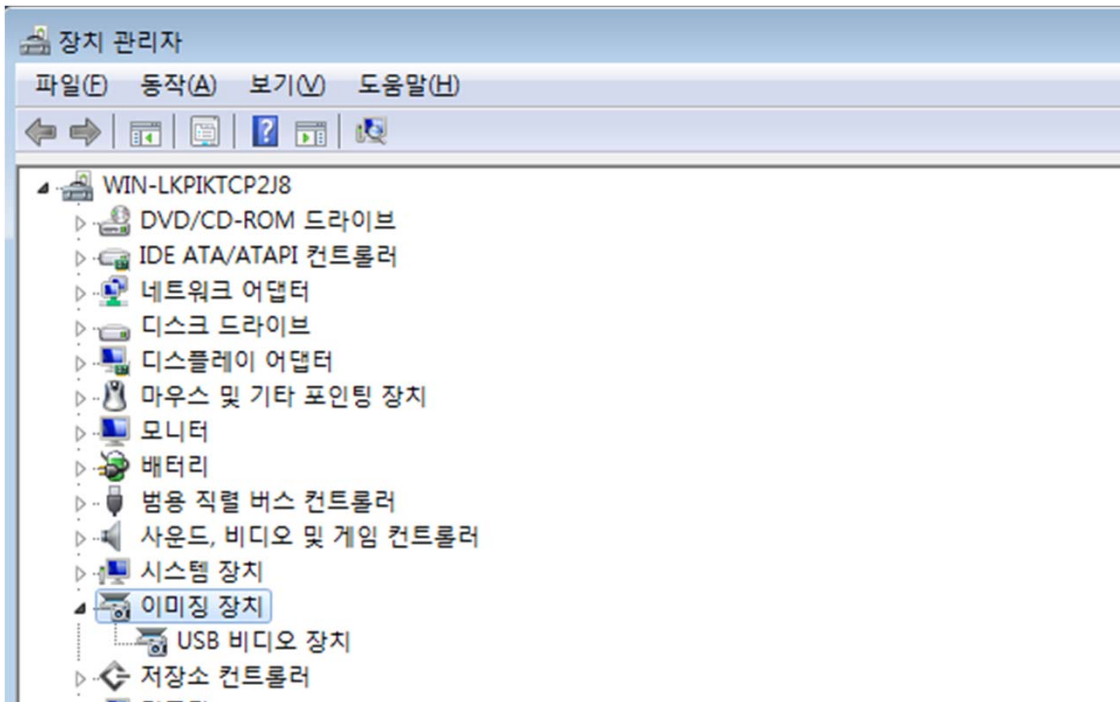 장치 관리자
파일(F) 동작(A) 보기(V) 도움말(H)
WIN-LKPIKTCP2J8
DVD/CD-ROM 드라이브
IDE ATA/ATAPI 컨트롤러
네트워크 어댑터
디스크 드라이브
디스플레이 어댑터
마우스 및 기타 포인팅 장치
모니터
배터리
범용 직렬 버스 컨트롤러
사운드, 비디오 및 게임 컨트롤러
시스템 장치
이미징 장치
USB 비디오 장치
저장소 컨트롤러